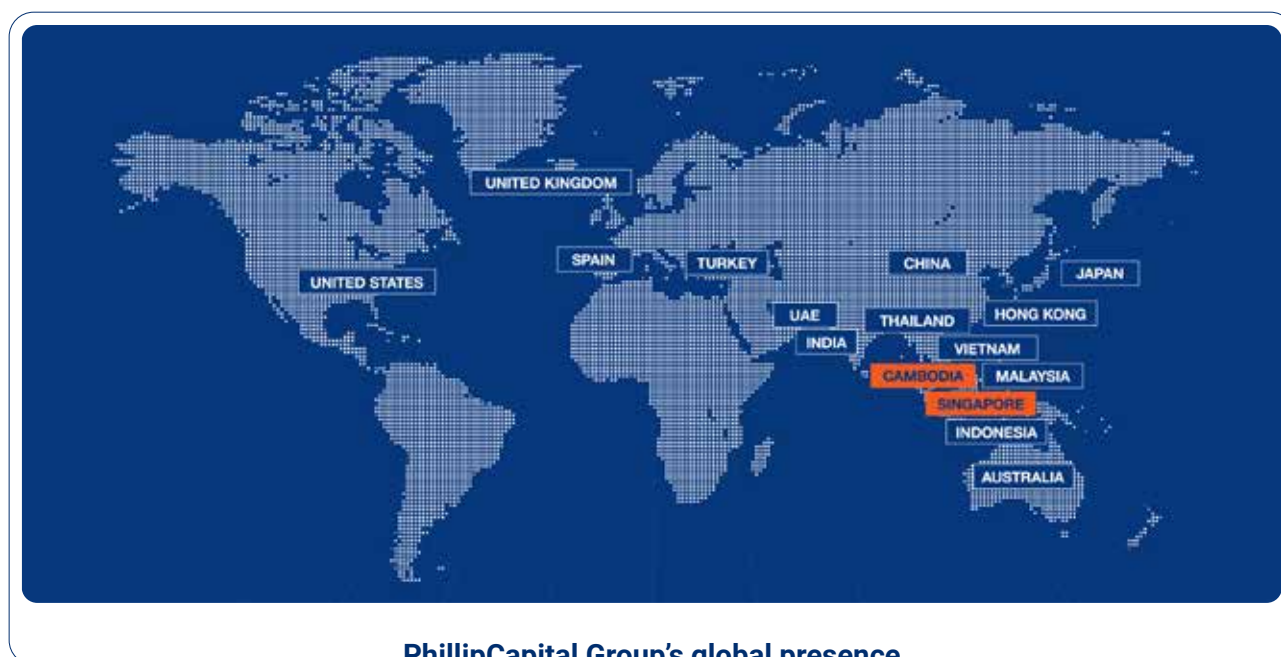 UNITED KINGDOM
SPAIN
TURKEY
CHINA
JAPAN
UNITED STATES
UAE
THAILAND
HONG KONG
INDIA
VIETNAM
CAMBODIA
MALAYSIA
SINGAPORE
INDONESIA
AUSTRALIA
PhillipCapital Group's global presence